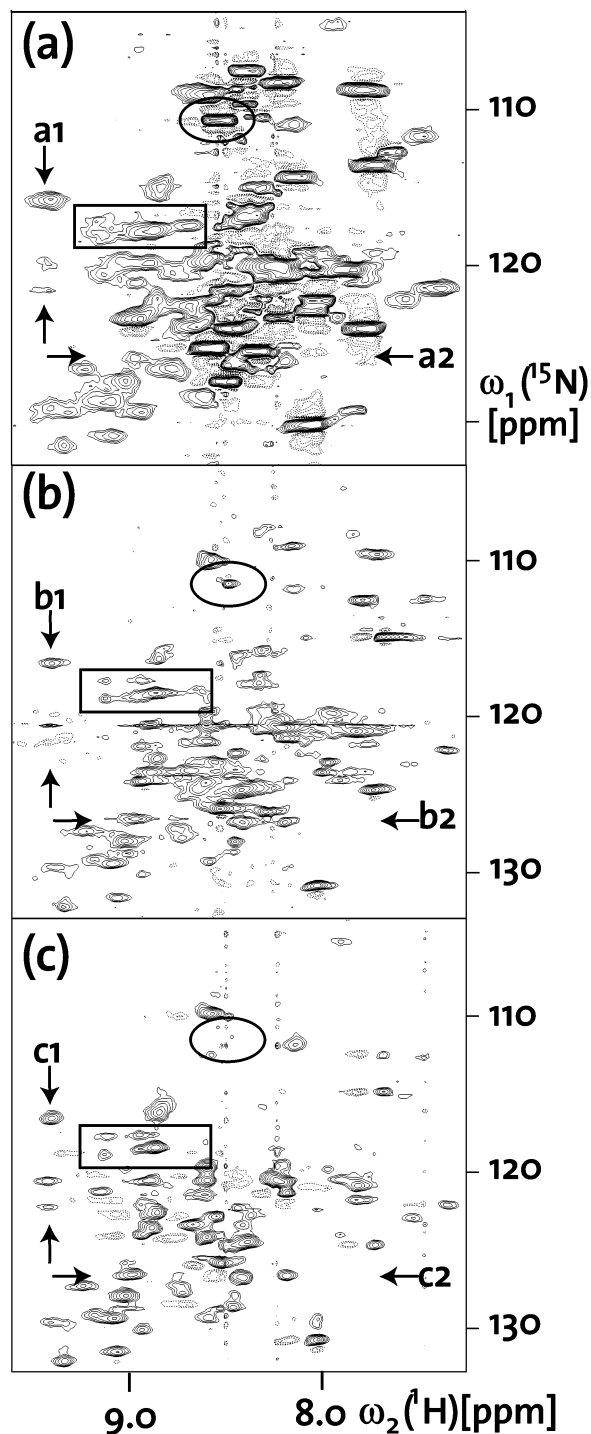 (a)
110
a1
120
a2
ω₁(¹⁵N)
[ppm]
(b)
110
b1
120
b2
130
(c)
110
c1
120
c2
130
9.0
8.0
ω₂(¹H)[ppm]